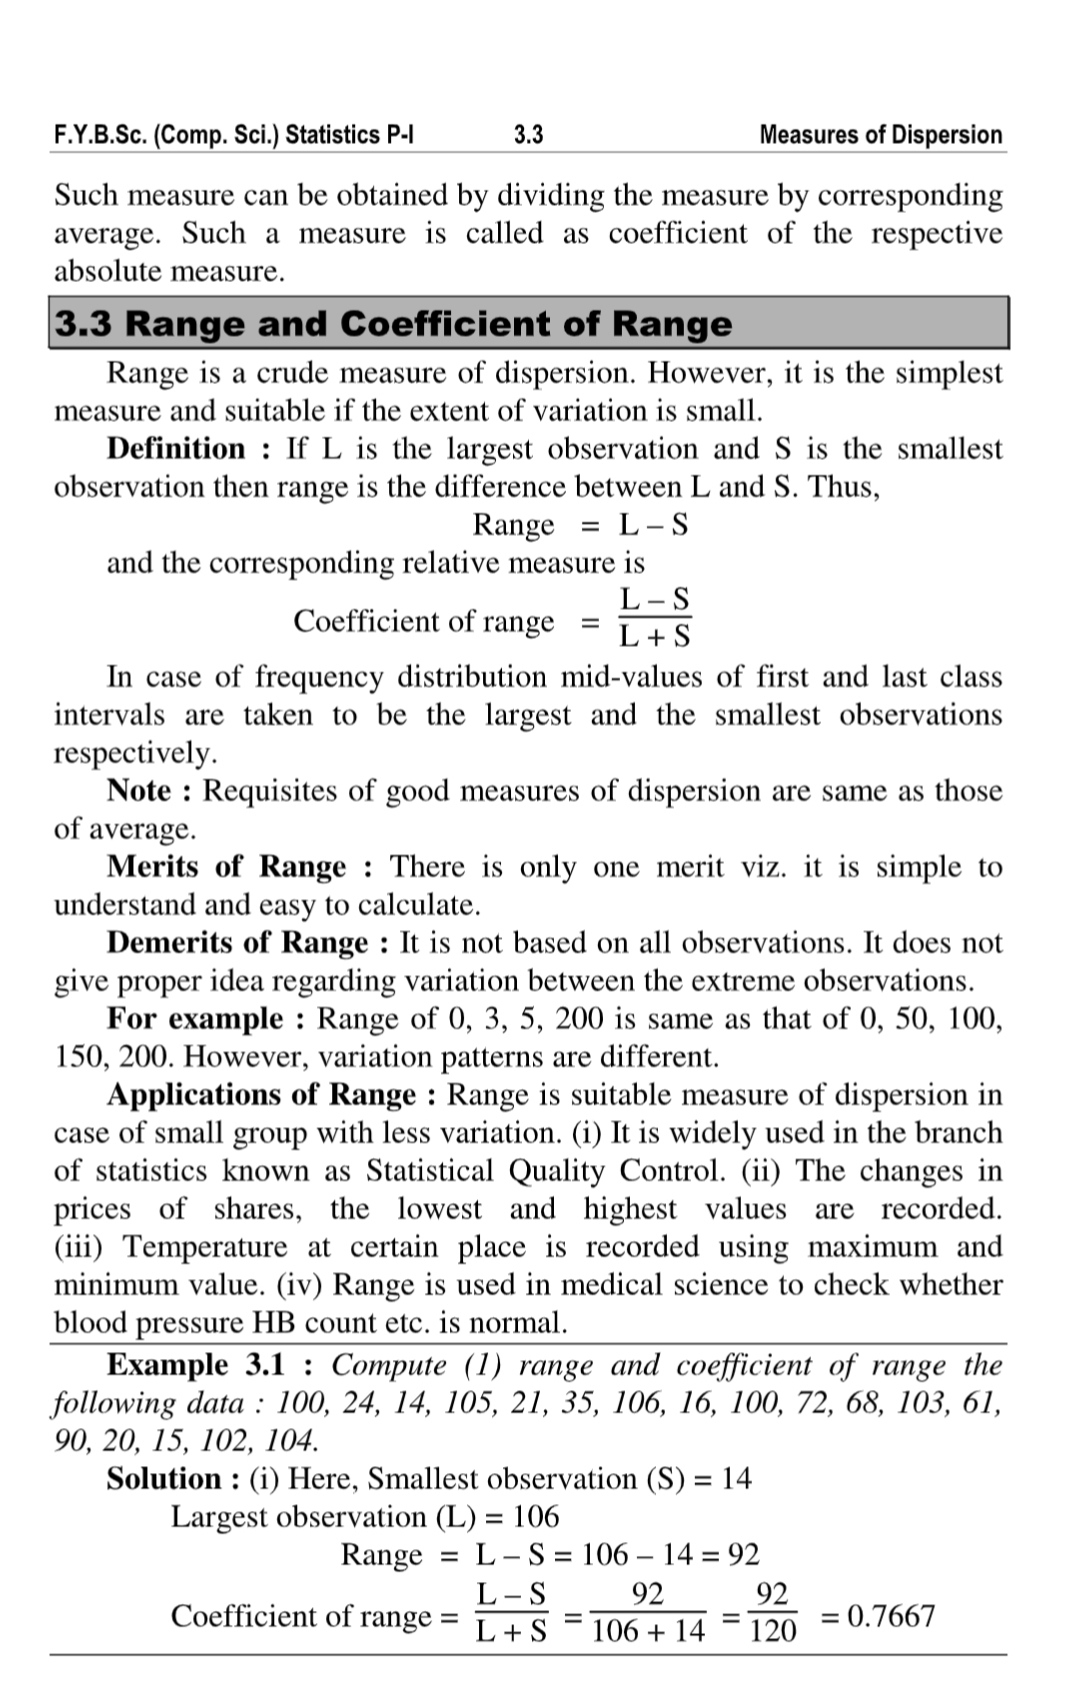 F.Y.B.Sc. (Comp. Sci.) Statistics P-I 3.3 Measures of Dispersion
Such measure can be obtained by dividing the measure by corresponding
average. Such a measure is called as coefficient of the respective
absolute measure.
3.3 Range and Coefficient of Range
Range is a crude measure of dispersion. However, it is the simplest
measure and suitable if the extent of variation is small.
Definition : If L is the largest observation and S is the smallest
observation then range is the difference between L and S. Thus,
Range = L – S
and the corresponding relative measure is
Coefficient of range = (L – S) / (L + S)
In case of frequency distribution mid-values of first and last class
intervals are taken to be the largest and the smallest observations
respectively.
Note : Requisites of good measures of dispersion are same as those
of average.
Merits of Range : There is only one merit viz. it is simple to
understand and easy to calculate.
Demerits of Range : It is not based on all observations. It does not
give proper idea regarding variation between the extreme observations.
For example : Range of 0, 3, 5, 200 is same as that of 0, 50, 100,
150, 200. However, variation patterns are different.
Applications of Range : Range is suitable measure of dispersion in
case of small group with less variation. (i) It is widely used in the branch
of statistics known as Statistical Quality Control. (ii) The changes in
prices of shares, the lowest and highest values are recorded.
(iii) Temperature at certain place is recorded using maximum and
minimum value. (iv) Range is used in medical science to check whether
blood pressure HB count etc. is normal.
Example 3.1 : Compute (1) range and coefficient of range the
following data : 100, 24, 14, 105, 21, 35, 106, 16, 100, 72, 68, 103, 61,
90, 20, 15, 102, 104.
Solution : (i) Here, Smallest observation (S) = 14
Largest observation (L) = 106
Range = L – S = 106 – 14 = 92
Coefficient of range = (L – S) / (L + S) = 92 / (106 + 14) = 92 / 120 = 0.7667